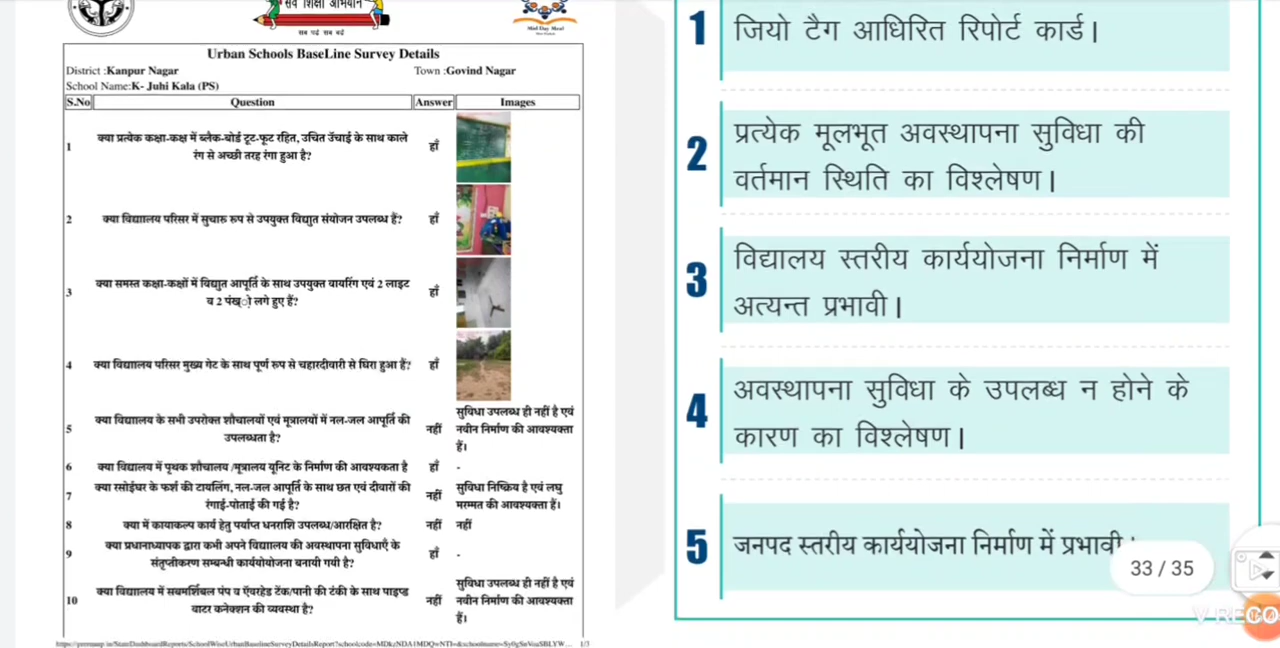 सर्व शिक्षा अभियान
सब पढ़ें सब बढ़ें
Mid Day Meal
Urban Schools BaseLine Survey Details
District :Kanpur Nagar Town :Govind Nagar
School Name:K- Juhi Kala (PS)
S.No Question Answer Images
1 क्या प्रत्येक कक्षा-कक्ष में ब्लैक-बोर्ड टूट-फूट रहित, उचित उँचाई के साथ काले
रंग से अच्छी तरह रंगा हुआ है? हाँ
2 क्या विद्याालय परिसर में सुचारु रुप से उपयुक्त विद्युात संयोजन उपलब्ध हैं? हाँ
3 क्या समस्त कक्षा-कक्षों में विद्युात आपूर्ति के साथ उपयुक्त वायरिंग एवं 2 लाइट
व 2 पंख्ो लगे हुए हैं? हाँ
4 क्या विद्याालय परिसर मुख्य गेट के साथ पूर्ण रूप से चहारदीवारी से घिरा हुआ हैं? हाँ
5 क्या विद्याालय के सभी उपरोक्त शौचालयों एवं मूत्रालयों में नल-जल आपूर्ति की
उपलब्धता है? नहीं
सुविधा उपलब्ध ही नहीं है एवं
नवीन निर्माण की आवश्यक्ता
हैं।
6 क्या विद्यालय में पृथक शौचालय /मूत्रालय यूनिट के निर्माण की आवश्यकता है हाँ -
7 क्या रसोईघर के फर्श की टायलिंग, नल-जल आपूर्ति के साथ छत एवं दीवारों की
रंगाई-पोताई की गई है? नहीं
सुविधा निष्क्रिय है एवं लघु
मरम्मत की आवयश्क्ता हैं।
8 क्या में कायाकल्प कार्य हेतु पर्याप्त धनराशि उपलब्ध/आरक्षित है? नहीं नहीं
9 क्या प्रधानाध्यापक द्वारा कभी अपने विद्याालय की अवस्थापना सुविधाएँ के
संतृप्तीकरण सम्बन्धी कार्ययोयोजना बनायी गयी है? हाँ -
10 क्या विद्याालय में सबमर्शिबल पंप व ऍवरहेड टेंक/पानी की टंकी के साथ पाइप्ड
वाटर कनेक्शन की व्यवस्था है? नहीं
सुविधा उपलब्ध ही नहीं है एवं
नवीन निर्माण की आवश्यक्ता
हैं।
1/3
1 जियो टैग आधिरित रिपोर्ट कार्ड।
2 प्रत्येक मूलभूत अवस्थापना सुविधा की
वर्तमान स्थिति का विश्लेषण।
3 विद्यालय स्तरीय कार्ययोजना निर्माण में
अत्यन्त प्रभावी।
4 अवस्थापना सुविधा के उपलब्ध न होने के
कारण का विश्लेषण।
5 जनपद स्तरीय कार्ययोजना निर्माण में प्रभावी
33 / 35